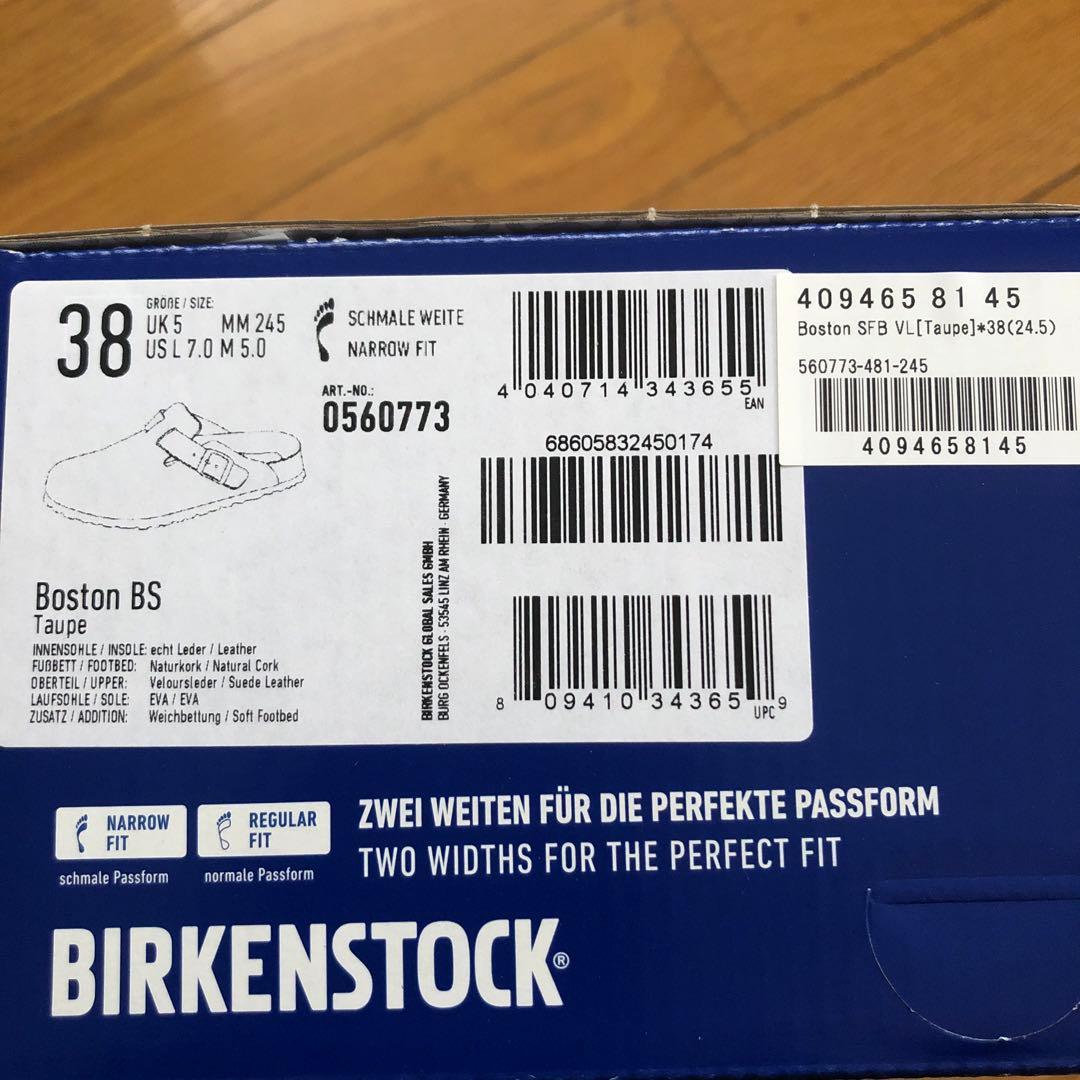 38
GRÖßE / SIZE:
UK 5 MM 245
US L 7.0 M 5.0
SCHMALE WEITE
NARROW FIT
ART.-NO.:
0560773
4 040714 343655
EAN
68605832450174
8 09410 34365 9
UPC
BIRKENSTOCK GLOBAL SALES GMBH
BURG OCKENFELS · 53545 LINZ AM RHEIN · GERMANY
Boston BS
Taupe
INNENSOHLE / INSOLE: echt Leder / Leather
FUßBETT / FOOTBED: Naturkork / Natural Cork
OBERTEIL / UPPER: Veloursleder / Suede Leather
LAUFSOHLE / SOLE: EVA / EVA
ZUSATZ / ADDITION: Weichbettung / Soft Footbed
409465 81 45
Boston SFB VL[Taupe]*38(24.5)
560773-481-245
4094658145
NARROW
FIT
schmale Passform
REGULAR
FIT
normale Passform
ZWEI WEITEN FÜR DIE PERFEKTE PASSFORM
TWO WIDTHS FOR THE PERFECT FIT
BIRKENSTOCK®